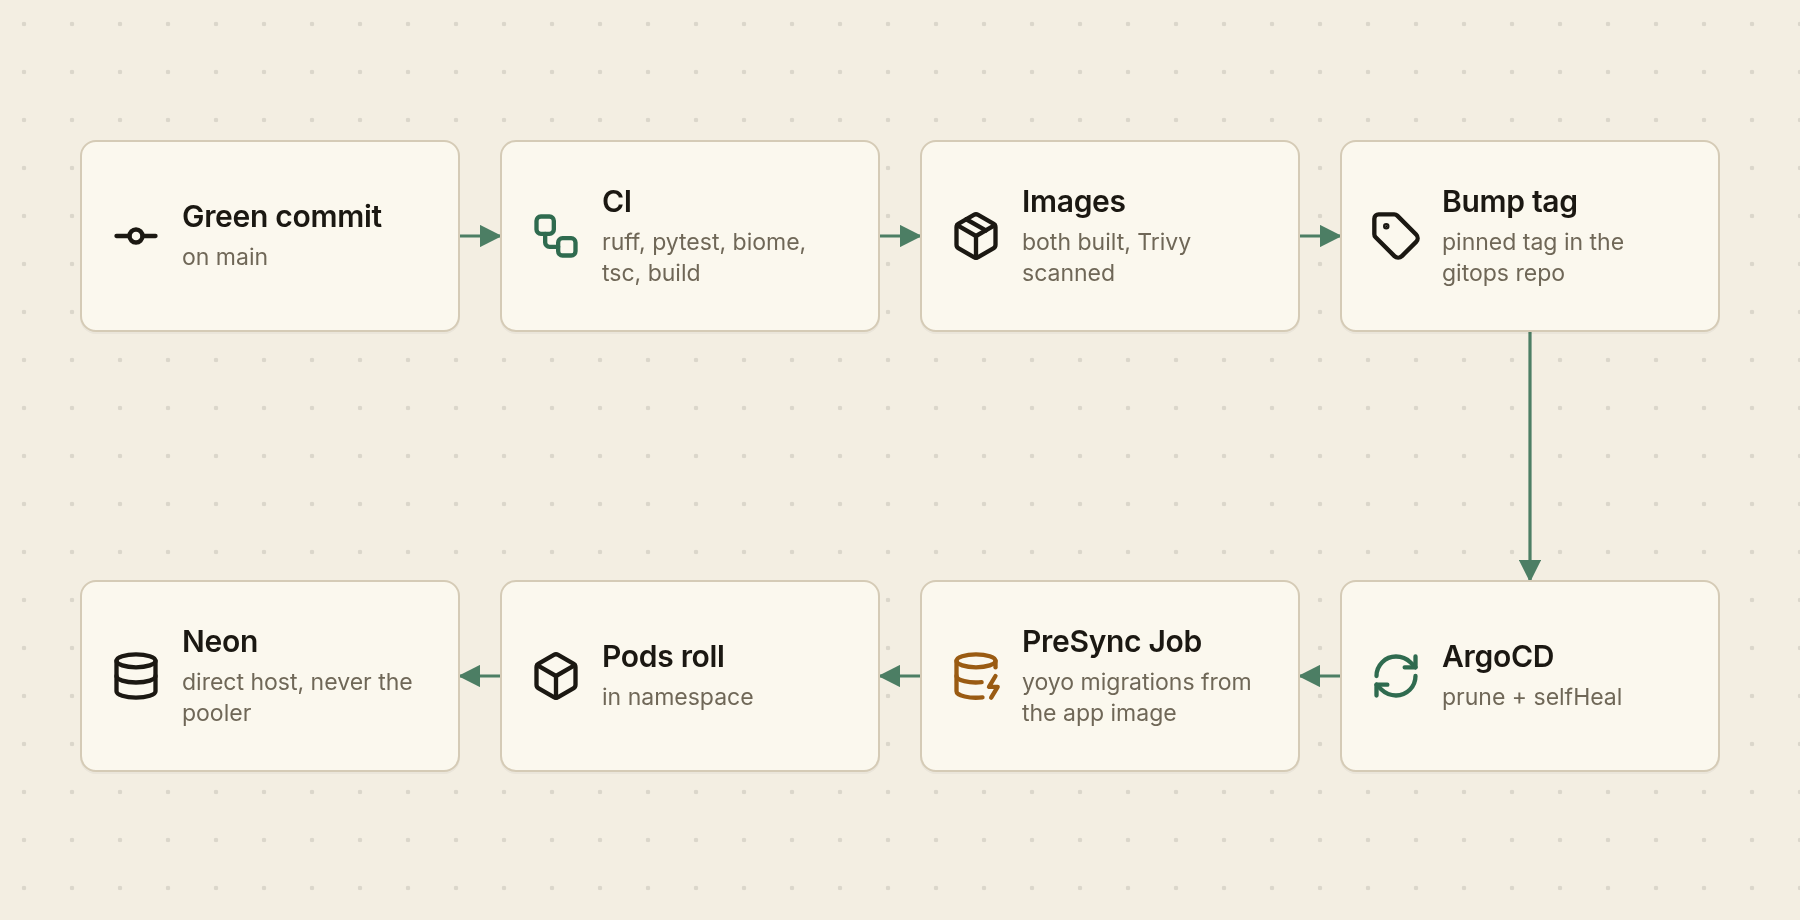 Green commit
on main
CI
ruff, pytest, biome,
tsc, build
Images
both built, Trivy
scanned
Bump tag
pinned tag in the
gitops repo
Neon
direct host, never the
pooler
Pods roll
in namespace
PreSync Job
yoyo migrations from
the app image
ArgoCD
prune + selfHeal